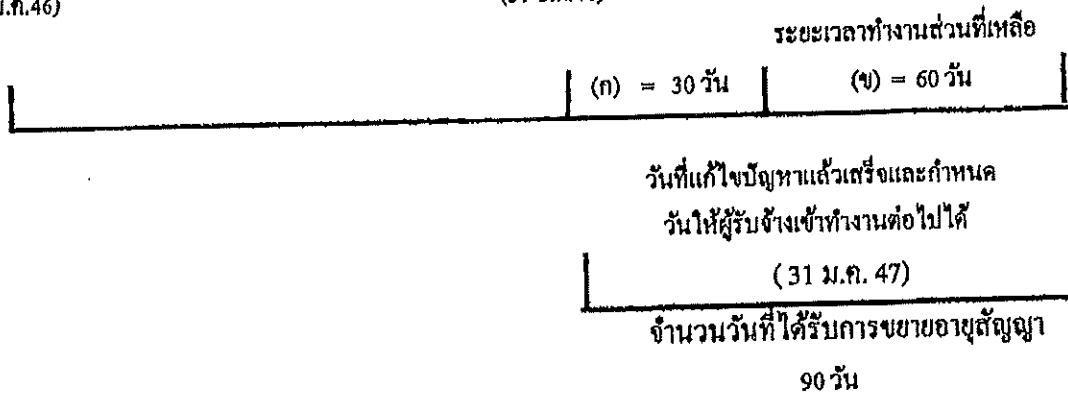 ม.ค.46)
ระยะเวลาทำงานส่วนที่เหลือ
(ก) = 30 วัน
(ข) = 60 วัน
วันที่แก้ไขปัญหาแล้วเสร็จและกำหนด
วันให้ผู้รับจ้างเข้าทำงานต่อไปได้
( 31 ม.ค. 47)
จำนวนวันที่ได้รับการขยายอายุสัญญา
90 วัน